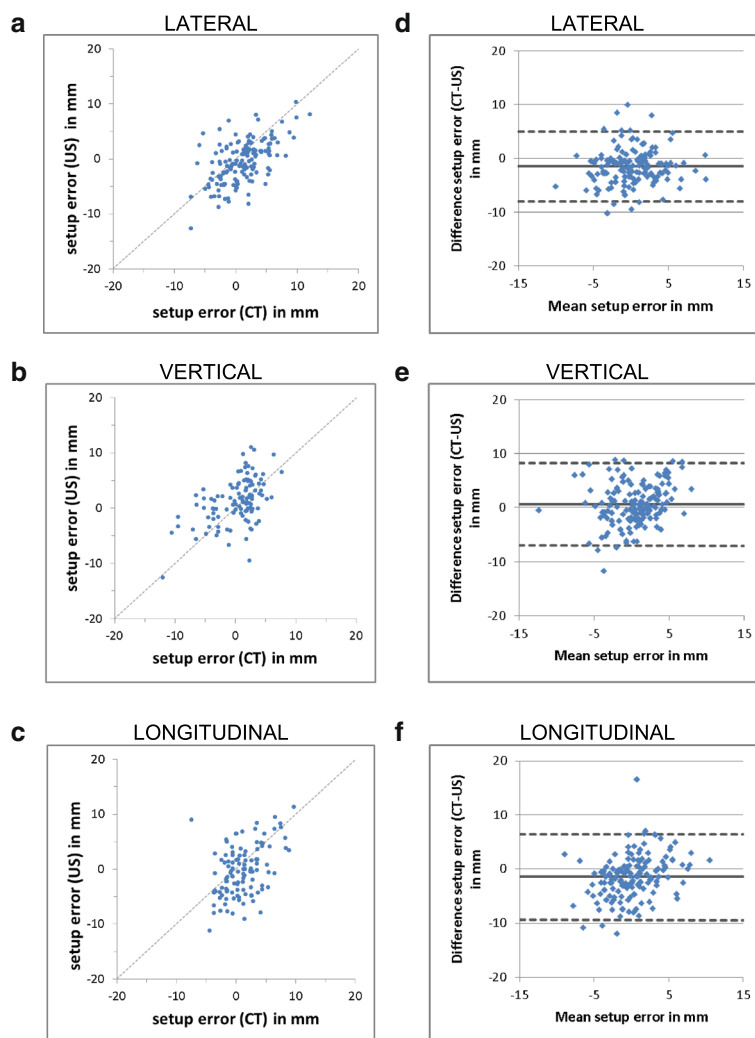 a
LATERAL
20
10
0
-10
-20
-20
-10
0
10
20
setup error (US) in mm
setup error (CT) in mm
d
LATERAL
20
10
0
-10
-20
-15
-5
5
15
Difference setup error (CT-US)
in mm
Mean setup error in mm
b
VERTICAL
20
10
0
-10
-20
-20
-10
0
10
20
setup error (US) in mm
setup error (CT) in mm
e
VERTICAL
20
10
0
-10
-20
-15
-5
5
15
Difference setup error (CT-US)
in mm
Mean setup error in mm
c
LONGITUDINAL
20
10
0
-10
-20
-20
-10
0
10
20
setup error (US) in mm
setup error (CT) in mm
f
LONGITUDINAL
20
10
0
-10
-20
-15
-5
5
15
Difference setup error (CT-US)
in mm
Mean setup error in mm